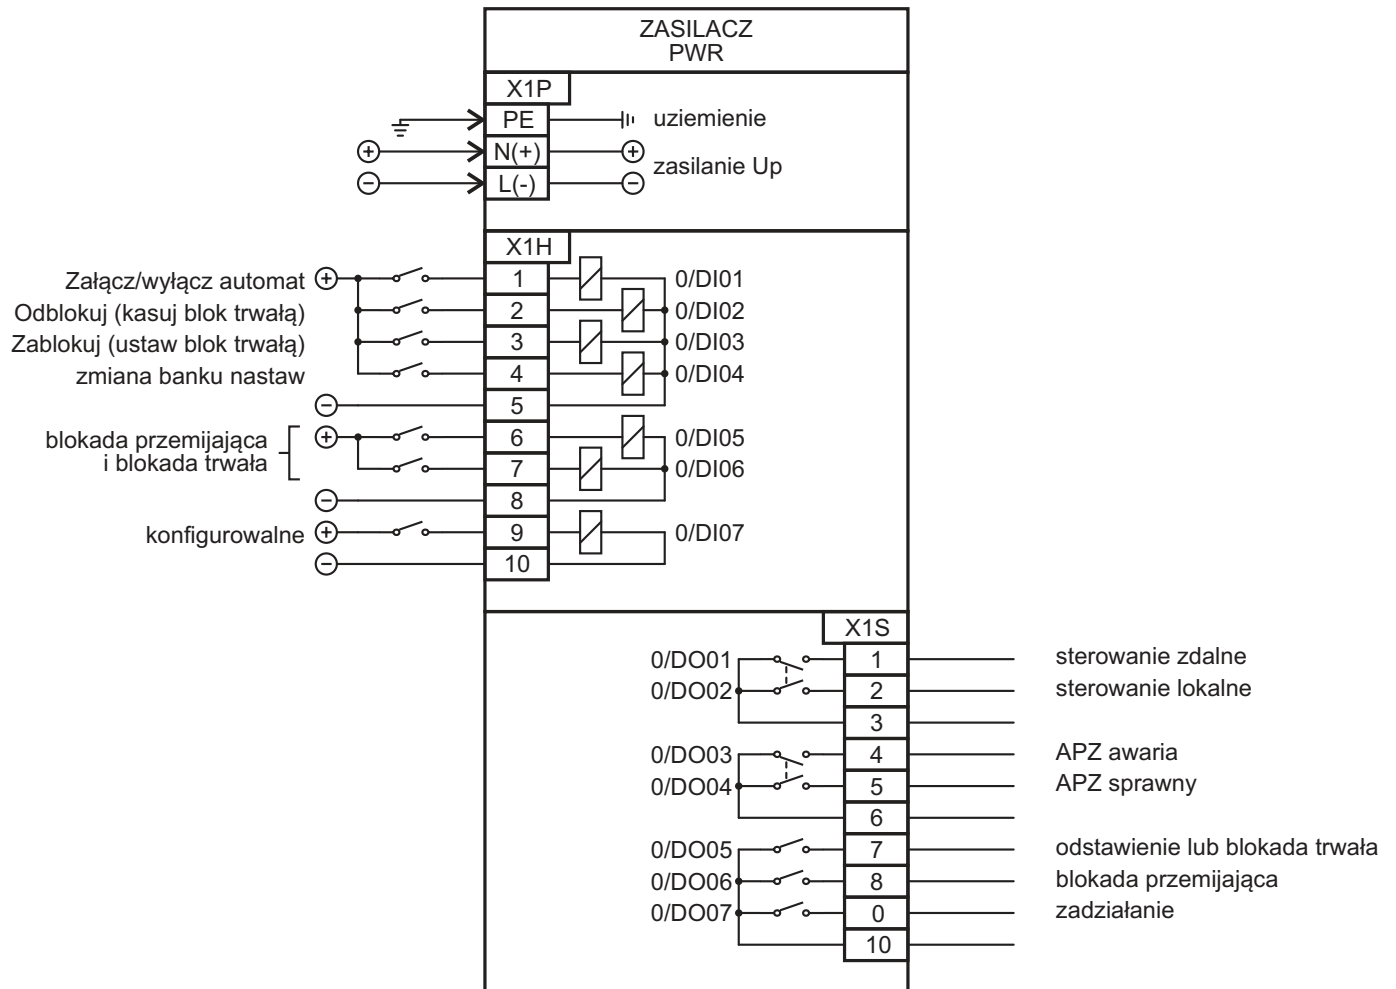 ZASILACZ
PWR
X1P
PE
uziemienie
N(+)
zasilanie Up
L(-)
X1H
Załącz/wyłącz automat
1
0/DI01
Odblokuj (kasuj blok trwałą)
2
0/DI02
Zablokuj (ustaw blok trwałą)
3
0/DI03
zmiana banku nastaw
4
0/DI04
5
blokada przemijająca
i blokada trwała
6
0/DI05
7
0/DI06
8
konfigurowalne
9
0/DI07
10
X1S
0/DO01
1
sterowanie zdalne
0/DO02
2
sterowanie lokalne
3
0/DO03
4
APZ awaria
0/DO04
5
APZ sprawny
6
0/DO05
7
odstawienie lub blokada trwała
0/DO06
8
blokada przemijająca
0/DO07
0
zadziałanie
10